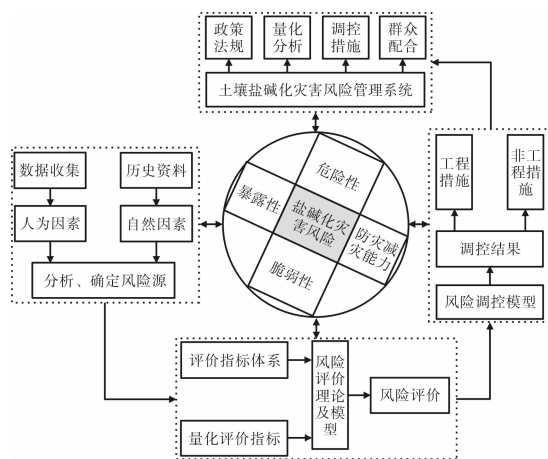 政策
法规
量化
分析
调控
措施
群众
配合
土壤盐碱化灾害风险管理系统
数据收集
历史资料
人为因素
自然因素
分析、确定风险源
危险性
暴露性
盐碱化灾
害风险
防灾减
灾能力
脆弱性
工程
措施
非工
程措
施
调控结果
风险调控模型
评价指标体系
量化评价指标
风险
评价
理论
及模
型
风险评价